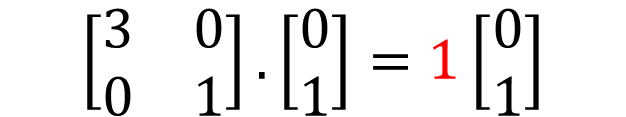 [3 0] . [0] = 1 [0]
[0 1] [1] [1]